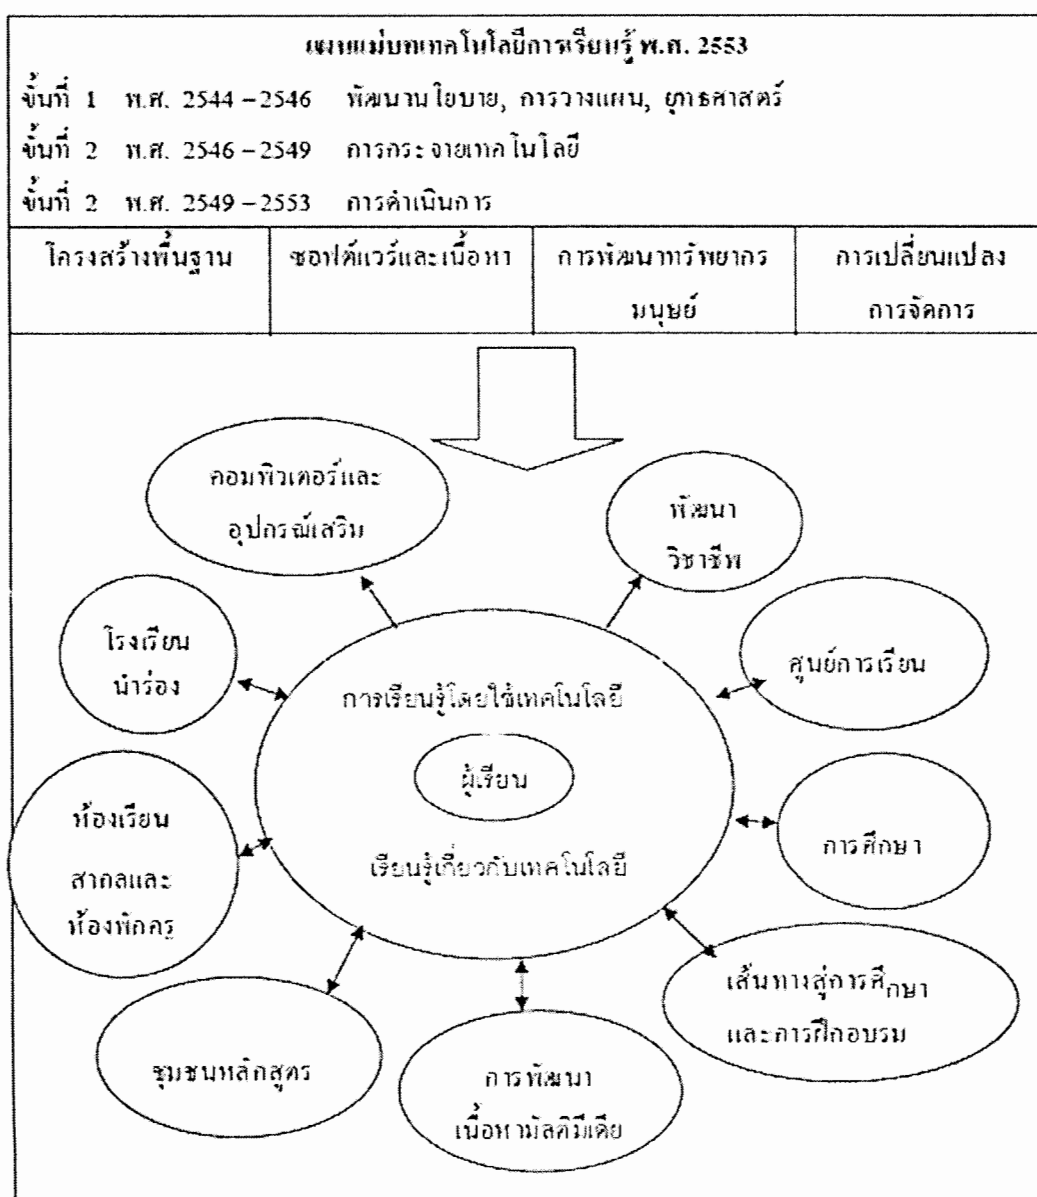 แผนแม่บทเทคโนโลยีการเรียนรู้ พ.ศ. 2553
ขั้นที่ 1 พ.ศ. 2544 – 2546 พัฒนานโยบาย, การวางแผน, ยุทธศาสตร์
ขั้นที่ 2 พ.ศ. 2546 – 2549 การกระจายเทคโนโลยี
ขั้นที่ 2 พ.ศ. 2549 – 2553 การดำเนินการ
โครงสร้างพื้นฐาน
ซอฟต์แวร์และเนื้อหา
การพัฒนาทรัพยากร
มนุษย์
การเปลี่ยนแปลง
การจัดการ
คอมพิวเตอร์และ
อุปกรณ์เสริม
พัฒนา
วิชาชีพ
โรงเรียน
นำร่อง
ศูนย์การเรียน
การเรียนรู้โดยใช้เทคโนโลยี
ผู้เรียน
เรียนรู้เกี่ยวกับเทคโนโลยี
ห้องเรียน
สากลและ
ห้องพักครู
การศึกษา
เส้นทางสู่การศึกษา
และการฝึกอบรม
ชุมชนหลักสูตร
การพัฒนา
เนื้อหามัลติมีเดีย